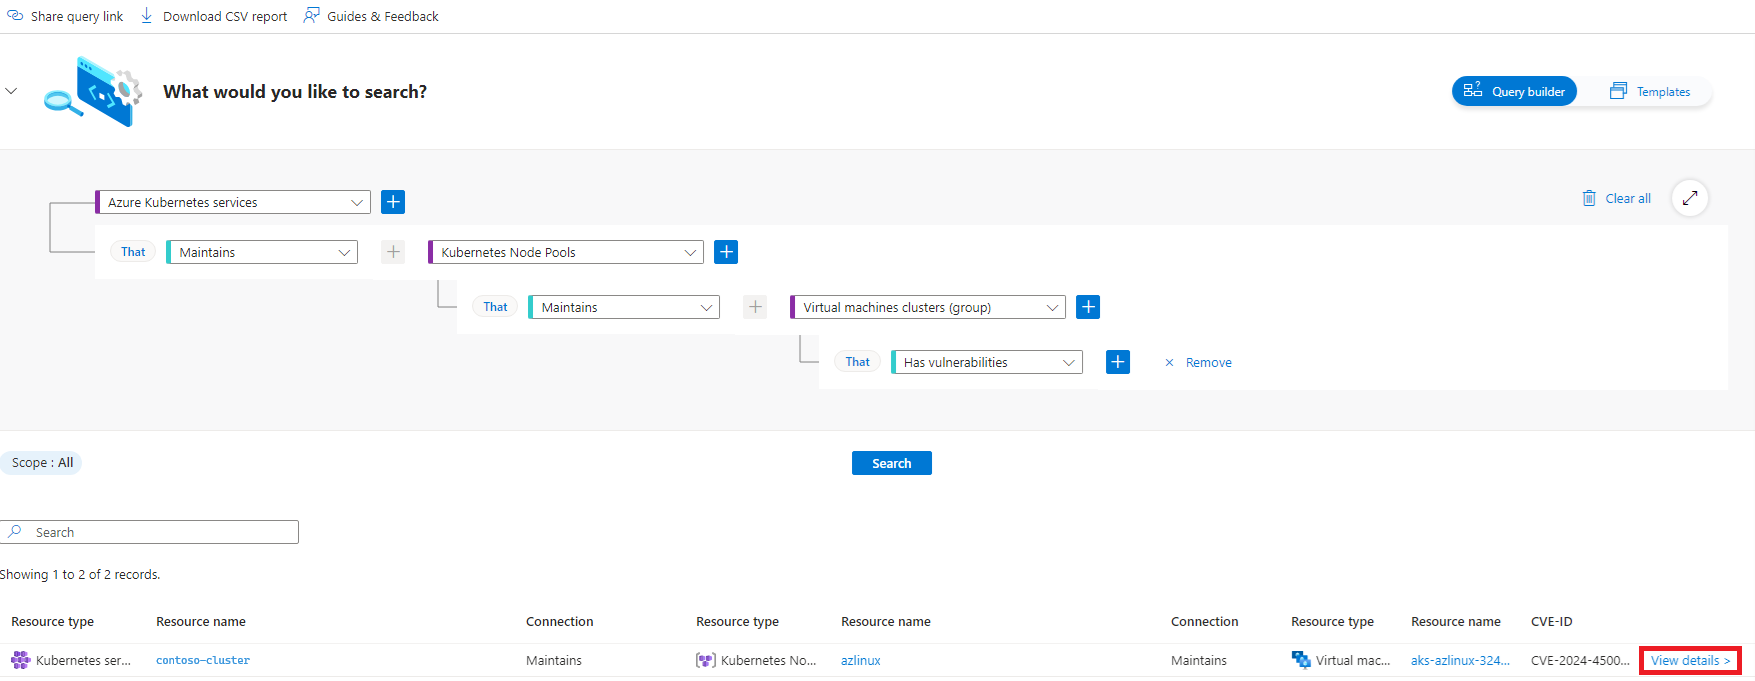 Share query link Download CSV report Guides & Feedback
What would you like to search?
Query builder Templates
Azure Kubernetes services
Clear all
That Maintains Kubernetes Node Pools
That Maintains Virtual machines clusters (group)
That Has vulnerabilities × Remove
Scope : All
Search
Search
Showing 1 to 2 of 2 records.
Resource type Resource name Connection Resource type Resource name Connection Resource type Resource name CVE-ID
Kubernetes ser... contoso-cluster Maintains Kubernetes No... azlinux Maintains Virtual mac... aks-azlinux-324... CVE-2024-4500... View details >